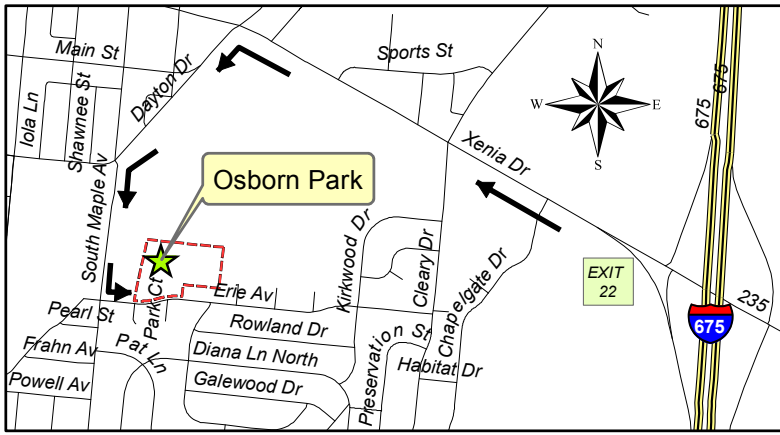 Main St
Sports St
Iola Ln
Shawnee St
Dayton Dr
N
W
E
S
675
675
Xenia Dr
Osborn Park
South Maple Av
Park Ct
Erie Av
Kirkwood Dr
Cleary Dr
Chapelgate Dr
EXIT
22
235
675
Pearl St
Rowland Dr
Frahn Av
Pat Ln
Diana Ln North
Preservation St
Habitat Dr
Powell Av
Galewood Dr